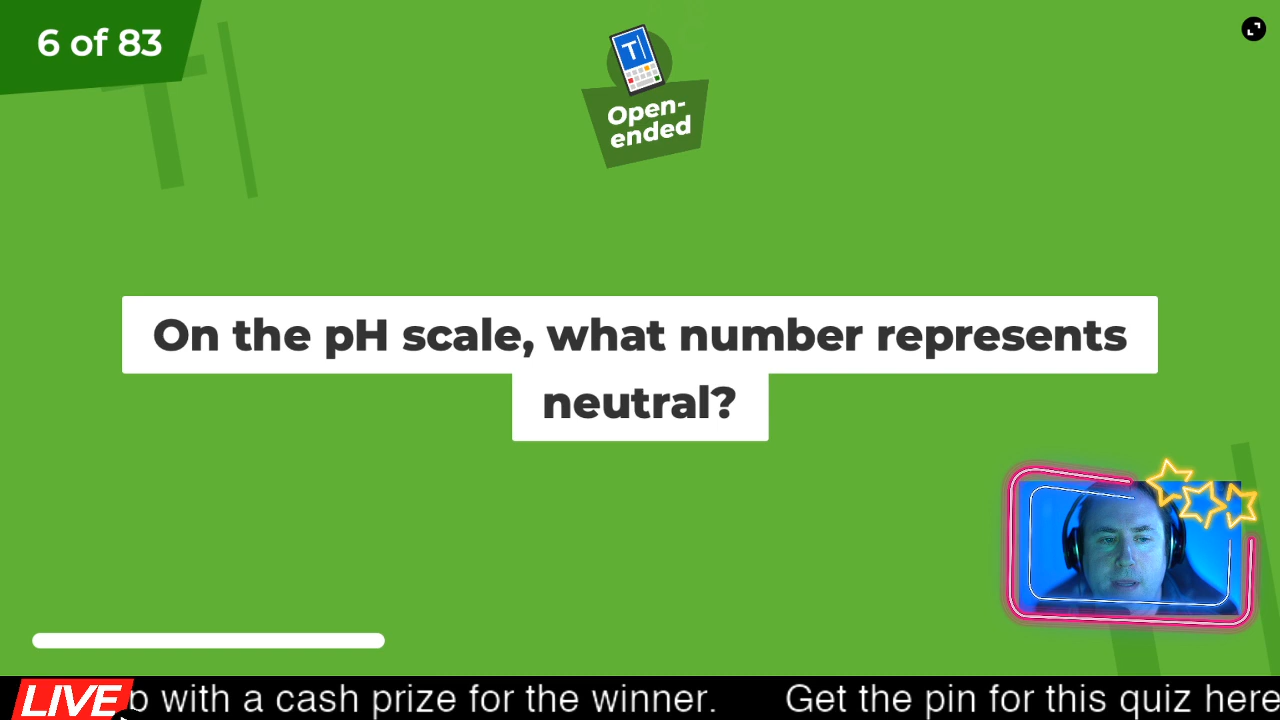 6 of 83
T
Open-
ended
On the pH scale, what number represents
neutral?
LIVE
with a cash prize for the winner. Get the pin for this quiz here